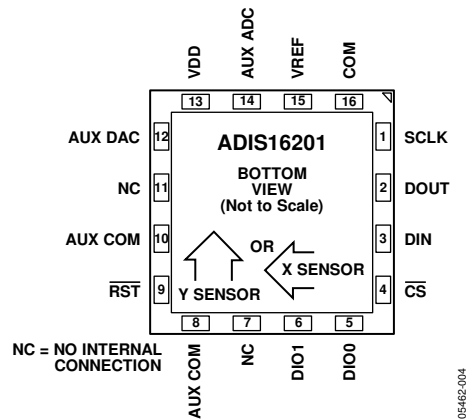 VDD
AUX ADC
VREF
COM
13
14
15
16
AUX DAC 12
ADIS16201
1 SCLK
BOTTOM
VIEW
(Not to Scale)
NC 11
2 DOUT
AUX COM 10
OR
3 DIN
X SENSOR
RST 9
Y SENSOR
4 CS
8
7
6
5
NC = NO INTERNAL
CONNECTION
AUX COM
NC
DIO1
DIO0
05462-004